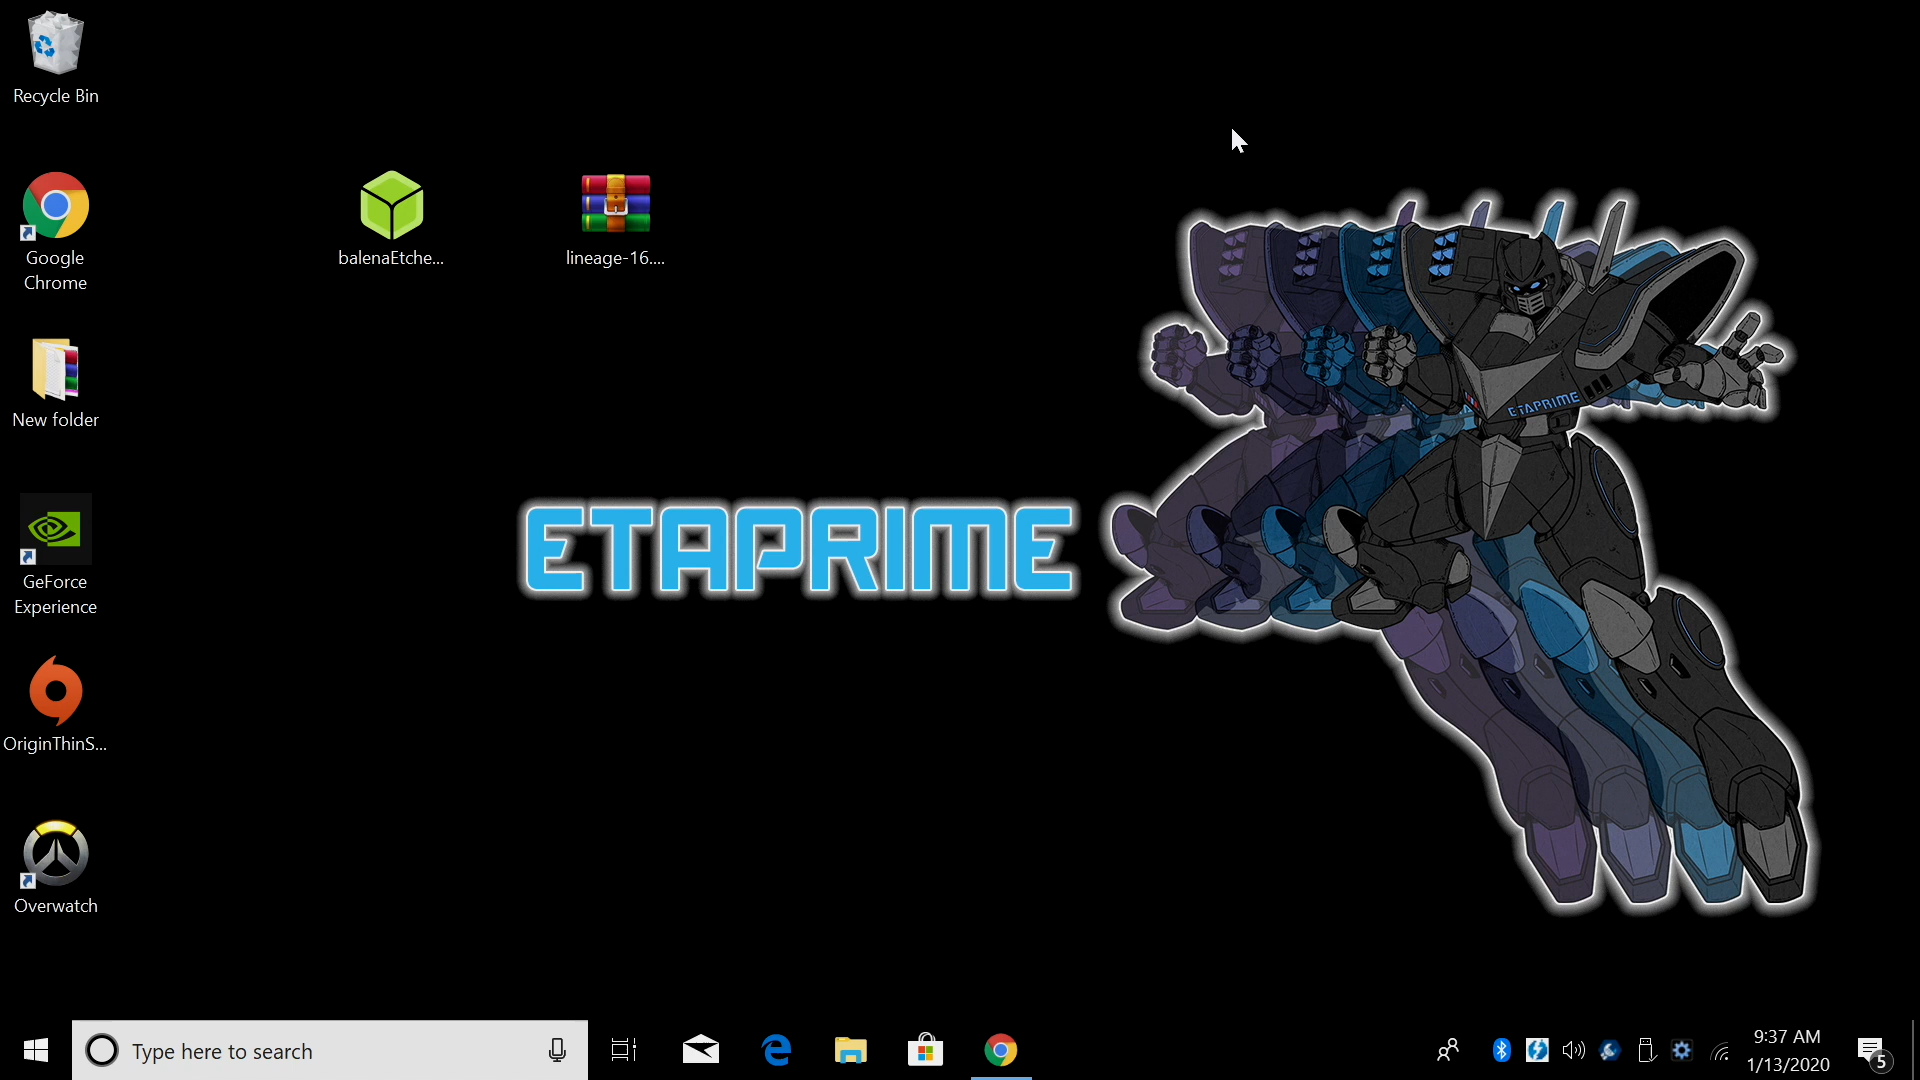 Recycle Bin
Google
Chrome
balenaEtche...
lineage-16....
New folder
ETAPRIME
ETAPRIME
GeForce
Experience
OriginThinS...
Overwatch
Type here to search
9:37 AM
1/13/2020
5